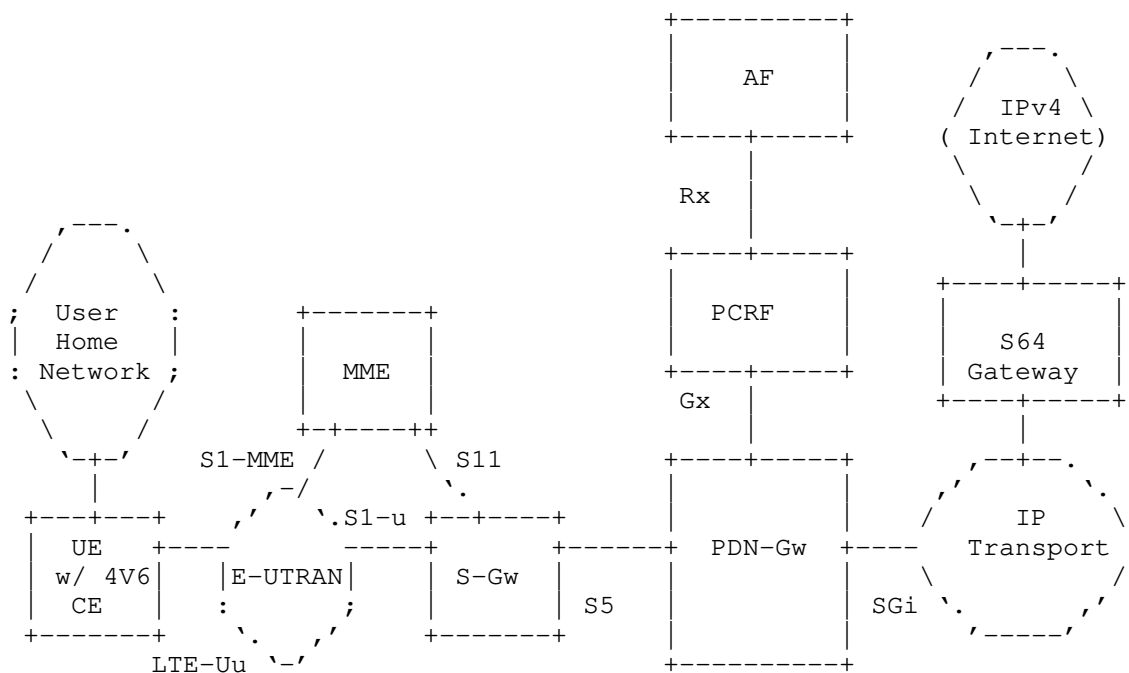 AF
IPv4
( Internet)
Rx
User
Home
Network
MME
PCRF
S64
Gateway
Gx
S1-MME
S11
S1-u
UE
w/ 4V6
CE
E-UTRAN
S-Gw
PDN-Gw
IP
Transport
S5
SGi
LTE-Uu